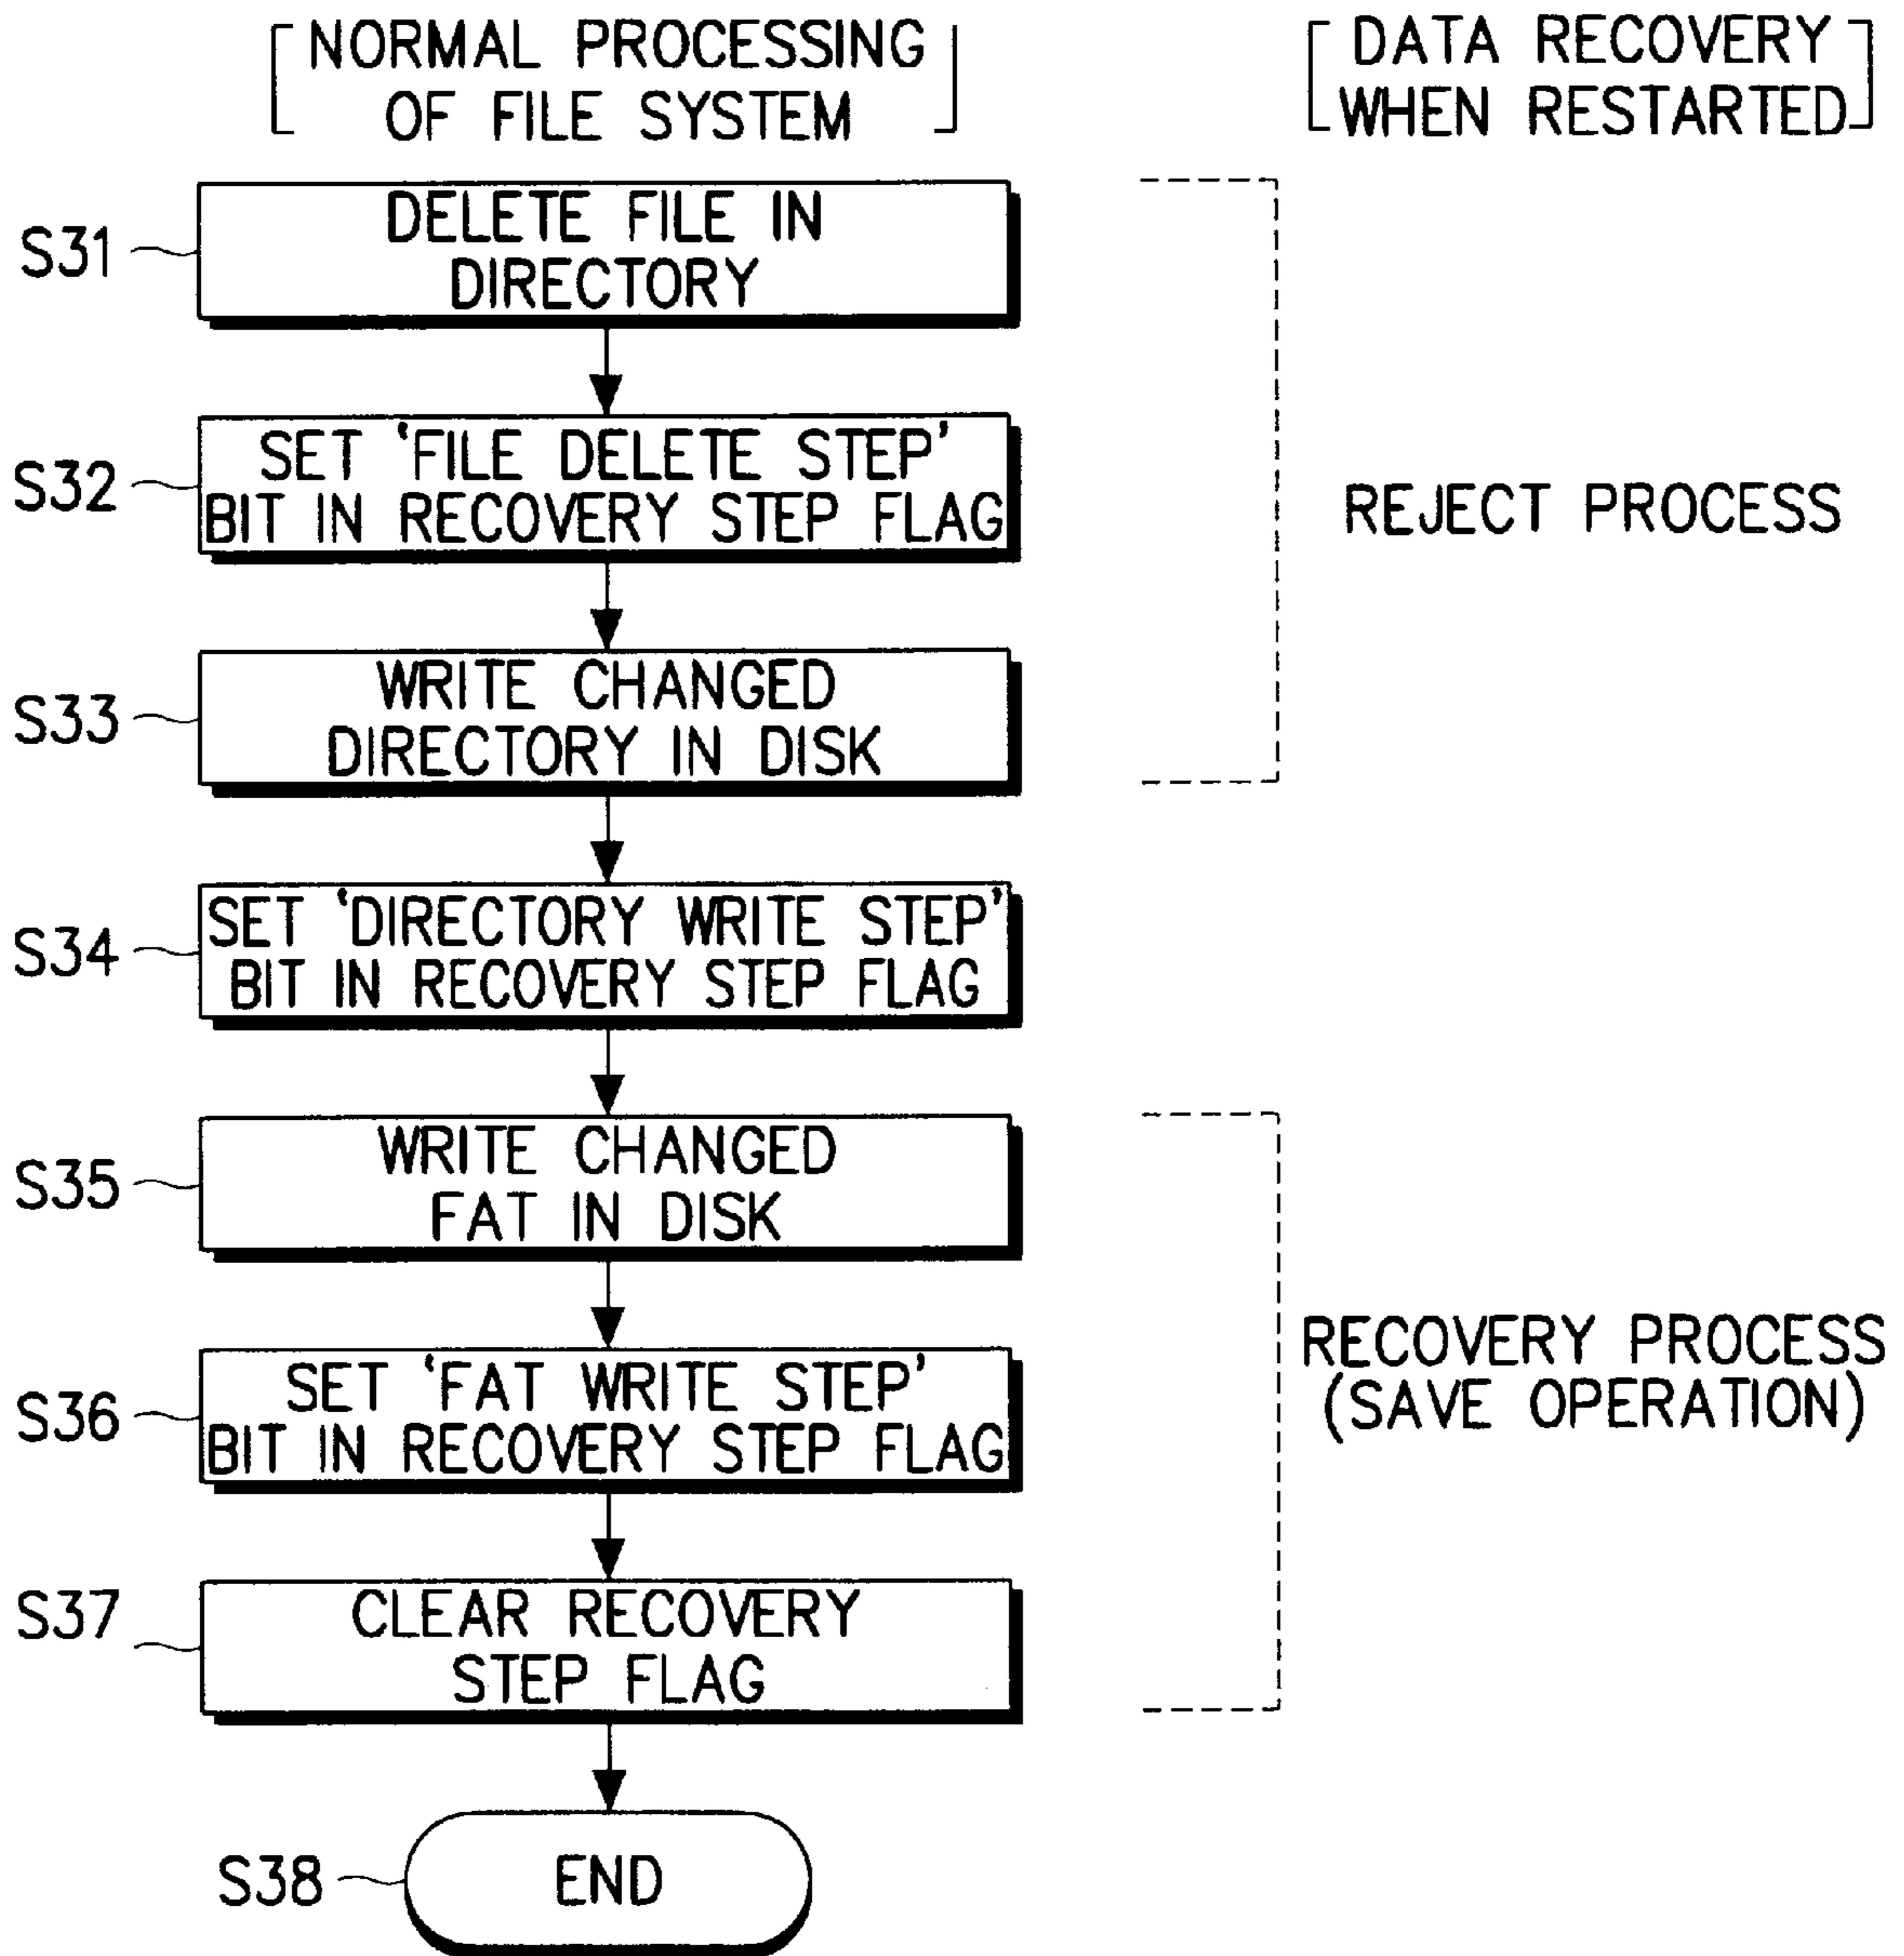 NORMAL PROCESSING
OF FILE SYSTEM
DATA RECOVERY
WHEN RESTARTED
S31
DELETE FILE IN
DIRECTORY
S32
SET 'FILE DELETE STEP'
BIT IN RECOVERY STEP FLAG
REJECT PROCESS
S33
WRITE CHANGED
DIRECTORY IN DISK
S34
SET 'DIRECTORY WRITE STEP'
BIT IN RECOVERY STEP FLAG
S35
WRITE CHANGED
FAT IN DISK
RECOVERY PROCESS
(SAVE OPERATION)
S36
SET 'FAT WRITE STEP'
BIT IN RECOVERY STEP FLAG
S37
CLEAR RECOVERY
STEP FLAG
S38
END